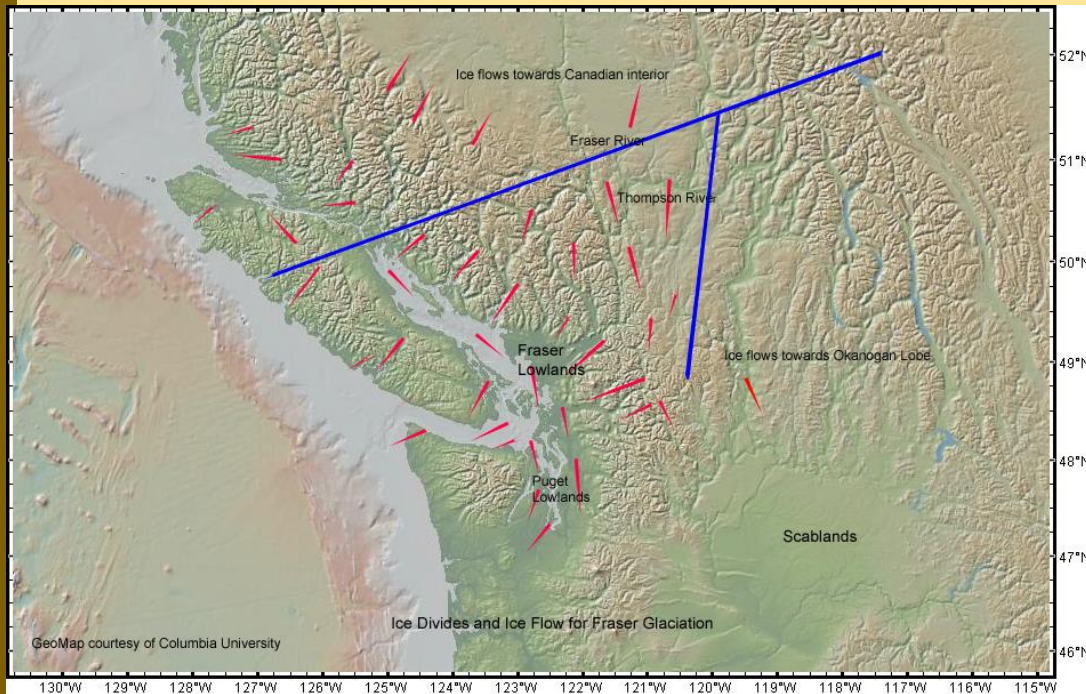 52°N
Ice flows towards Canadian interior
Fraser River
51°N
Thompson River
50°N
Fraser
Lowlands
Ice flows towards Okanogan Lobe
49°N
48°N
Puget
Lowlands
Scablands
47°N
Ice Divides and Ice Flow for Fraser Glaciation
GeoMap courtesy of Columbia University
46°N
130°W 129°W 128°W 127°W 126°W 125°W 124°W 123°W 122°W 121°W 120°W 119°W 118°W 117°W 116°W 115°W